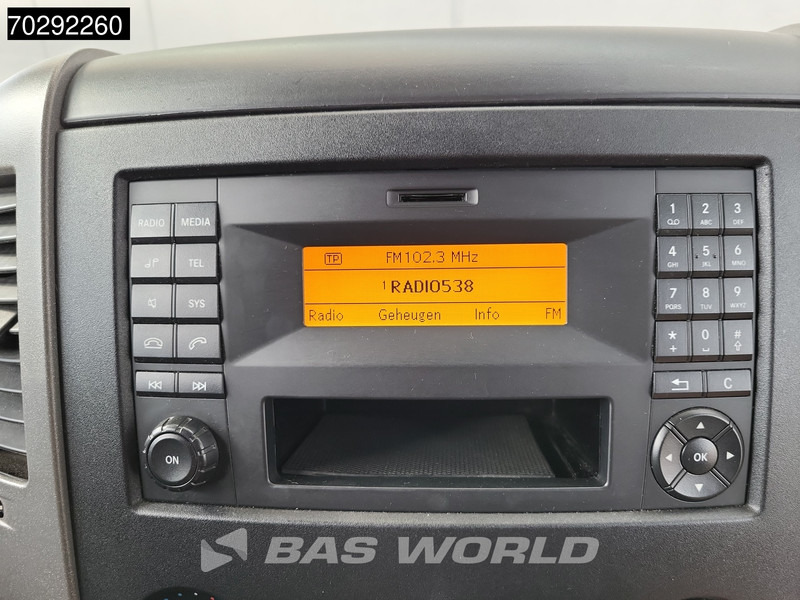 70292260
RADIO MEDIA
TEL
SYS
ON
TP FM102.3 MHz
1 RADIO538
Radio Geheugen Info FM
1 2 ABC 3 DEF
4 GHI 5 JKL 6 MNO
7 PQRS 8 TUV 9 WXYZ
* + 0 #
C
OK
BAS WORLD